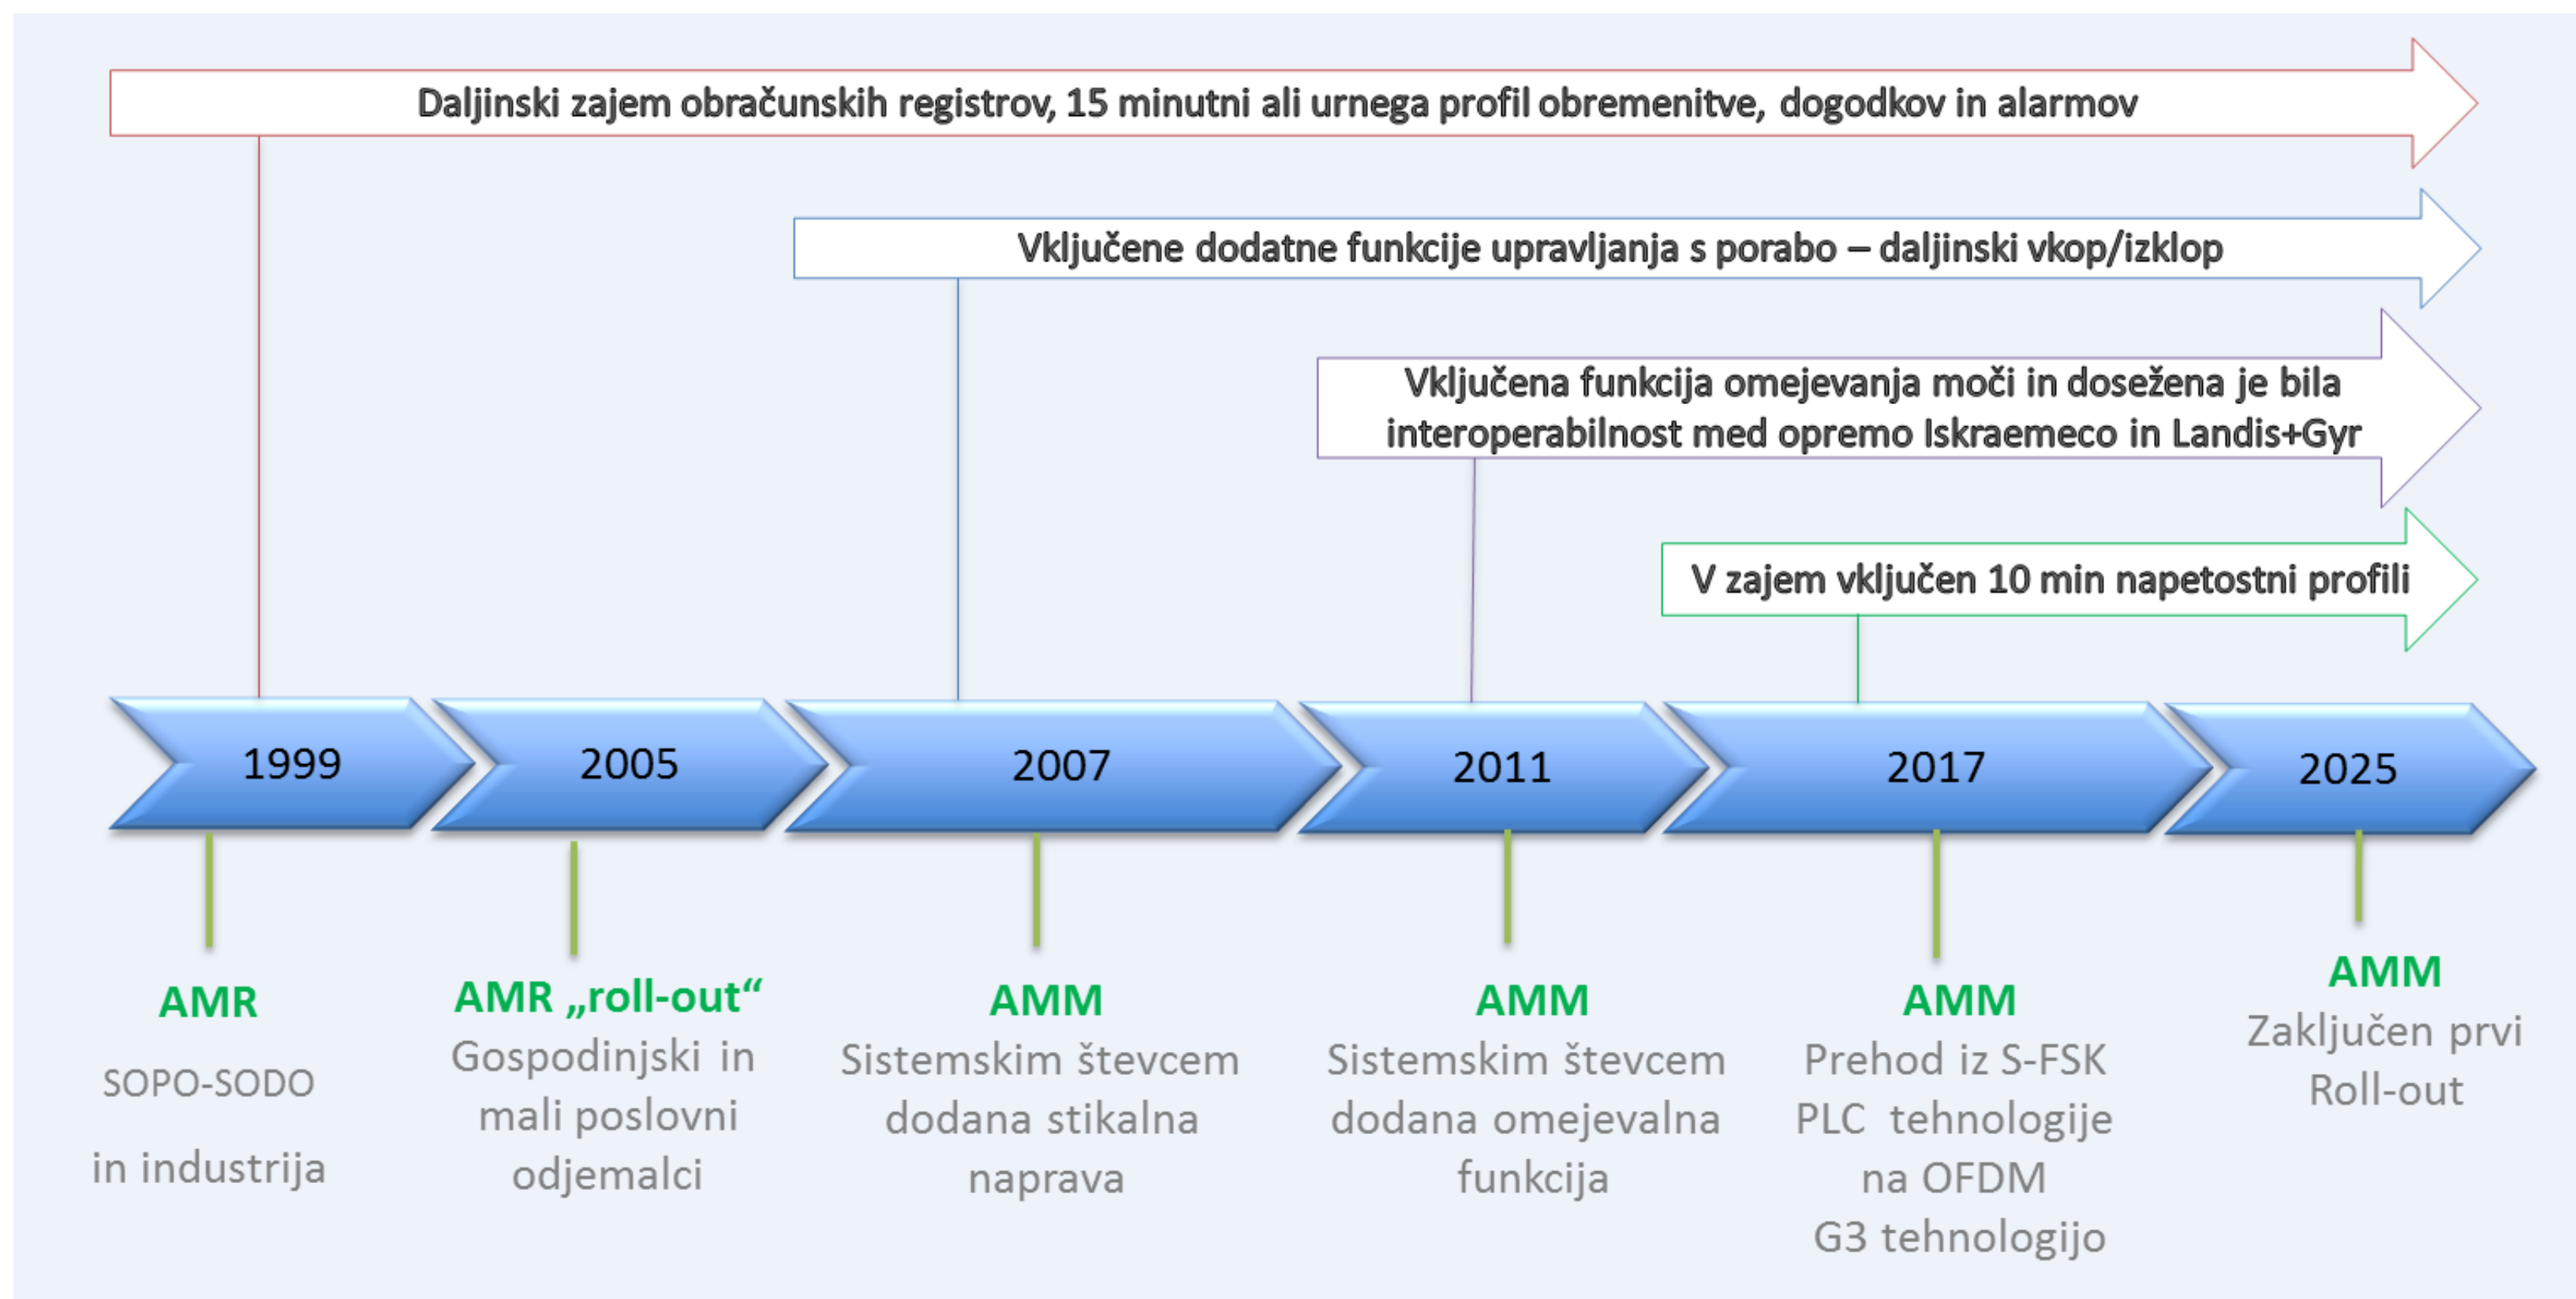 Daljinski zajem obračunskih registrov, 15 minutni ali urnega profil obremenitve, dogodkov in alarmov
Vključene dodatne funkcije upravljanja s porabo – daljinski vkop/izklop
Vključena funkcija omejevanja moči in dosežena je bila
interoperabilnost med opremo Iskraemeco in Landis+Gyr
V zajem vključen 10 min napetostni profili
1999
2005
2007
2011
2017
2025
AMR
SOPO-SODO
in industrija
AMR „roll-out“
Gospodinjski in
mali poslovni
odjemalci
AMM
Sistemskim števcem
dodana stikalna
naprava
AMM
Sistemskim števcem
dodana omejevalna
funkcija
AMM
Prehod iz S-FSK
PLC tehnologije
na OFDM
G3 tehnologijo
AMM
Zaključen prvi
Roll-out